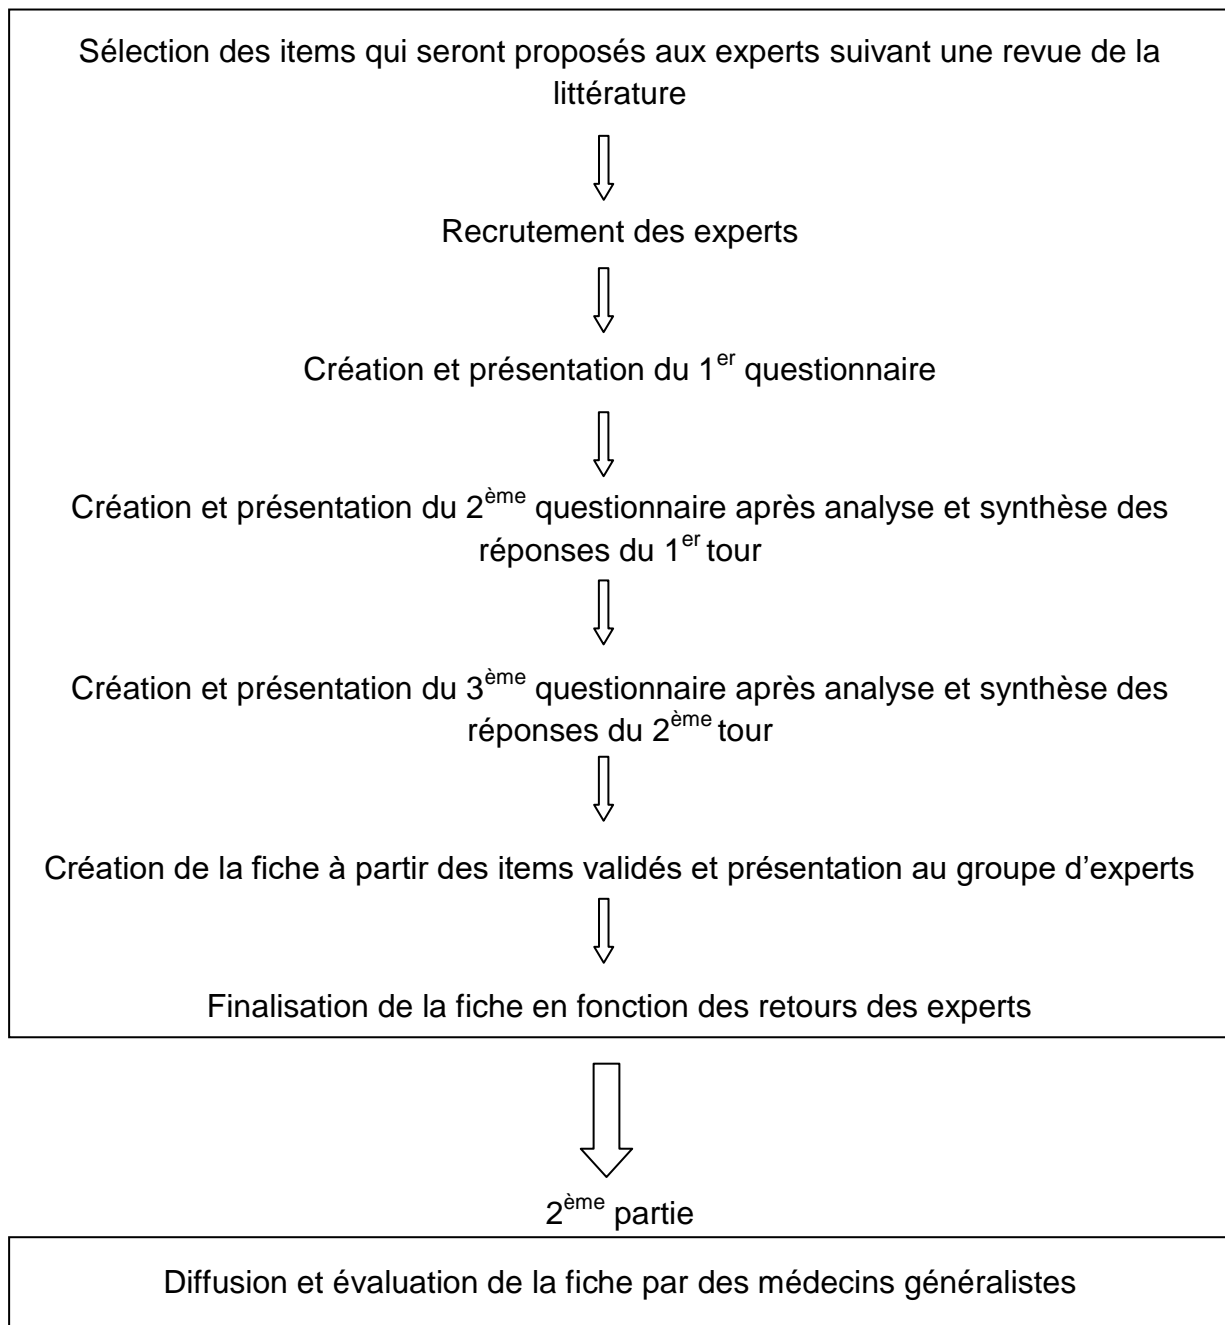 Sélection des items qui seront proposés aux experts suivant une revue de la
littérature
Recrutement des experts
Création et présentation du 1er questionnaire
Création et présentation du 2ème questionnaire après analyse et synthèse des
réponses du 1er tour
Création et présentation du 3ème questionnaire après analyse et synthèse des
réponses du 2ème tour
Création de la fiche à partir des items validés et présentation au groupe d’experts
Finalisation de la fiche en fonction des retours des experts
2ème partie
Diffusion et évaluation de la fiche par des médecins généralistes